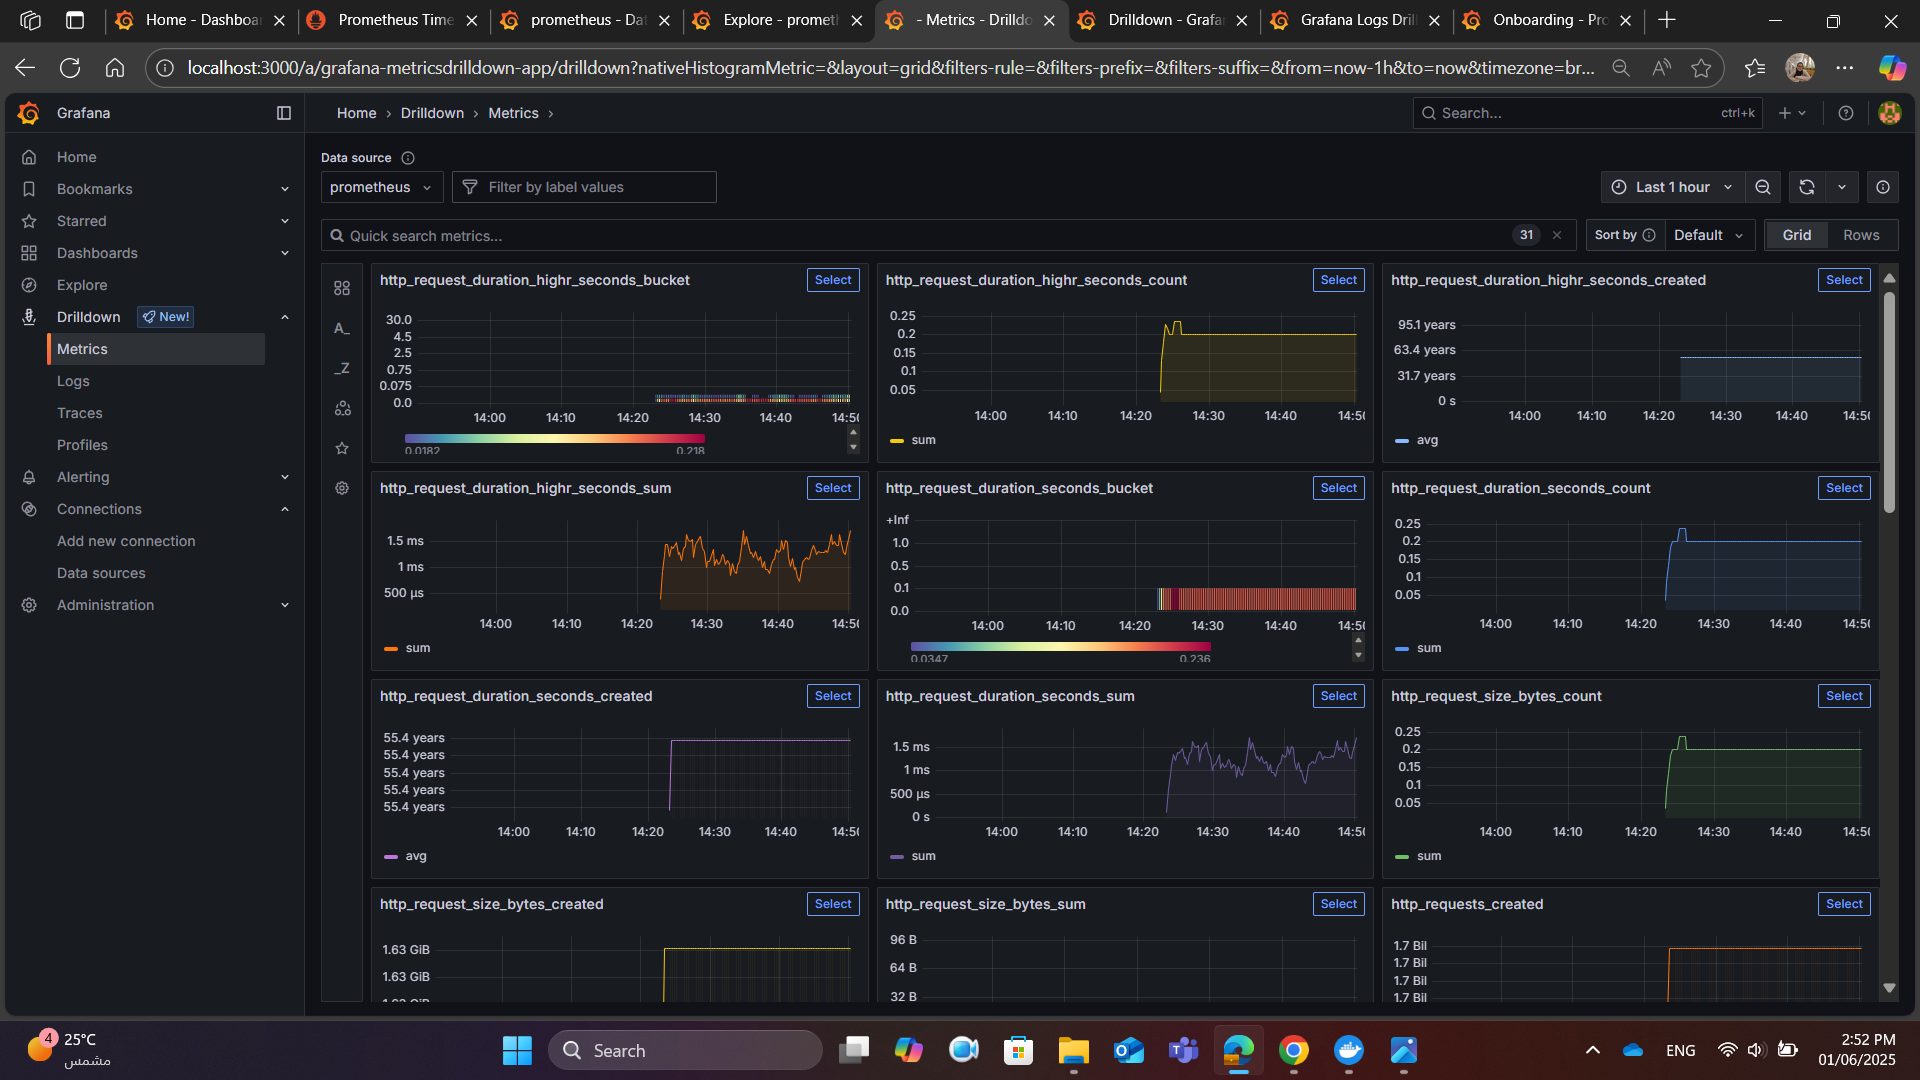 Home - Dashboar
Prometheus Time
prometheus - Dat
Explore - prometh
- Metrics - Drilldo
Drilldown - Grafan
Grafana Logs Drill
Onboarding - Pro
localhost:3000/a/grafana-metricsdrilldown-app/drilldown?nativeHistogramMetric=&layout=grid&filters-rule=&filters-prefix=&filters-suffix=&from=now-1h&to=now&timezone=br...
Grafana
Home › Drilldown › Metrics ›
Search... ctrl+k
Home
Bookmarks
Starred
Dashboards
Explore
Drilldown New!
Metrics
Logs
Traces
Profiles
Alerting
Connections
Add new connection
Data sources
Administration
Data source
prometheus
Filter by label values
Last 1 hour
Quick search metrics... 31
Sort by Default
Grid Rows
A_
_Z
http_request_duration_highr_seconds_bucket Select
30.0
4.5
2.5
0.75
0.075
0.0
14:00 14:10 14:20 14:30 14:40 14:50
0.0182 0.218
http_request_duration_highr_seconds_count Select
0.25
0.2
0.15
0.1
0.05
14:00 14:10 14:20 14:30 14:40 14:50
sum
http_request_duration_highr_seconds_created Select
95.1 years
63.4 years
31.7 years
0 s
14:00 14:10 14:20 14:30 14:40 14:50
avg
http_request_duration_highr_seconds_sum Select
1.5 ms
1 ms
500 µs
14:00 14:10 14:20 14:30 14:40 14:50
sum
http_request_duration_seconds_bucket Select
+Inf
1.0
0.5
0.1
0.0
14:00 14:10 14:20 14:30 14:40 14:50
0.0347 0.236
http_request_duration_seconds_count Select
0.25
0.2
0.15
0.1
0.05
14:00 14:10 14:20 14:30 14:40 14:50
sum
http_request_duration_seconds_created Select
55.4 years
55.4 years
55.4 years
55.4 years
55.4 years
14:00 14:10 14:20 14:30 14:40 14:50
avg
http_request_duration_seconds_sum Select
1.5 ms
1 ms
500 µs
0 s
14:00 14:10 14:20 14:30 14:40 14:50
sum
http_request_size_bytes_count Select
0.25
0.2
0.15
0.1
0.05
14:00 14:10 14:20 14:30 14:40 14:50
sum
http_request_size_bytes_created Select
1.63 GiB
1.63 GiB
http_request_size_bytes_sum Select
96 B
64 B
32 B
http_requests_created Select
1.7 Bil
1.7 Bil
1.7 Bil
1.7 Bil
4
25°C
مشمس
Search
ENG
2:52 PM
01/06/2025